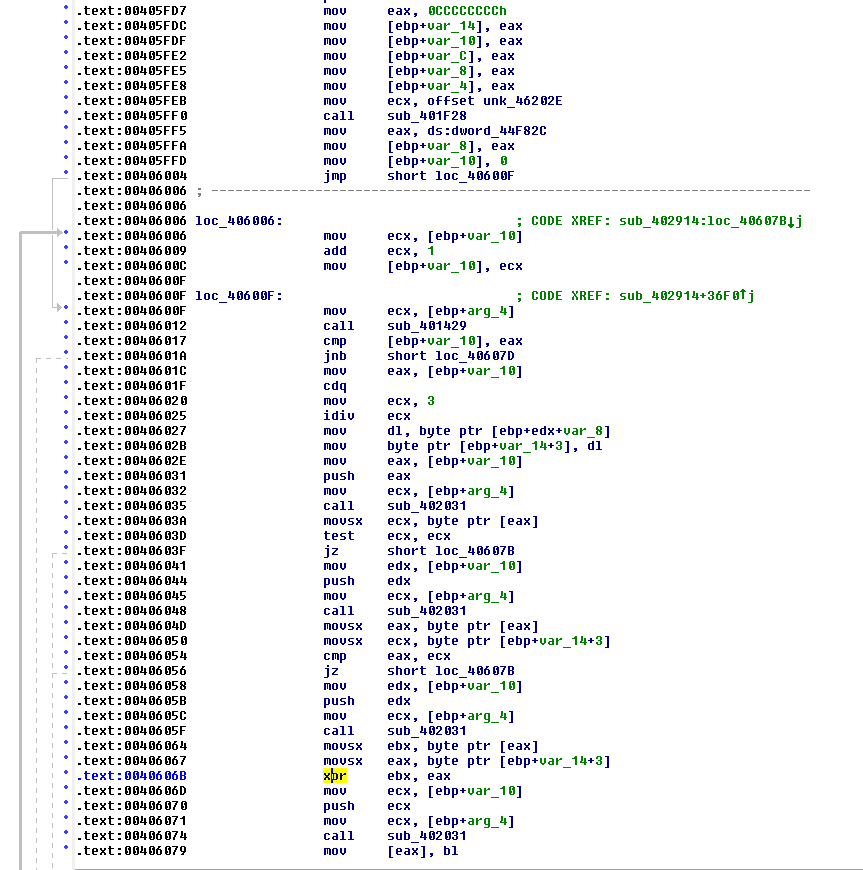 .text:00405FD7 mov eax, 0CCCCCCCCh
.text:00405FDC mov [ebp+var_14], eax
.text:00405FDF mov [ebp+var_10], eax
.text:00405FE2 mov [ebp+var_C], eax
.text:00405FE5 mov [ebp+var_8], eax
.text:00405FE8 mov [ebp+var_4], eax
.text:00405FEB mov ecx, offset unk_46202E
.text:00405FF0 call sub_401F28
.text:00405FF5 mov eax, ds:dword_44F82C
.text:00405FFA mov [ebp+var_8], eax
.text:00405FFD mov [ebp+var_10], 0
.text:00406004 jmp short loc_40600F
.text:00406006 ; ---------------------------------------------------------------------------
.text:00406006
.text:00406006 loc_406006: ; CODE XREF: sub_402914:loc_40607B↓j
.text:00406006 mov ecx, [ebp+var_10]
.text:00406009 add ecx, 1
.text:0040600C mov [ebp+var_10], ecx
.text:0040600F
.text:0040600F loc_40600F: ; CODE XREF: sub_402914+36F0↑j
.text:0040600F mov ecx, [ebp+arg_4]
.text:00406012 call sub_401429
.text:00406017 cmp [ebp+var_10], eax
.text:0040601A jnb short loc_40607D
.text:0040601C mov eax, [ebp+var_10]
.text:0040601F cdq
.text:00406020 mov ecx, 3
.text:00406025 idiv ecx
.text:00406027 mov dl, byte ptr [ebp+edx+var_8]
.text:0040602B mov byte ptr [ebp+var_14+3], dl
.text:0040602E mov eax, [ebp+var_10]
.text:00406031 push eax
.text:00406032 mov ecx, [ebp+arg_4]
.text:00406035 call sub_402031
.text:0040603A movsx ecx, byte ptr [eax]
.text:0040603D test ecx, ecx
.text:0040603F jz short loc_40607B
.text:00406041 mov edx, [ebp+var_10]
.text:00406044 push edx
.text:00406045 mov ecx, [ebp+arg_4]
.text:00406048 call sub_402031
.text:0040604D movsx eax, byte ptr [eax]
.text:00406050 movsx ecx, byte ptr [ebp+var_14+3]
.text:00406054 cmp eax, ecx
.text:00406056 jz short loc_40607B
.text:00406058 mov edx, [ebp+var_10]
.text:0040605B push edx
.text:0040605C mov ecx, [ebp+arg_4]
.text:0040605F call sub_402031
.text:00406064 movsx ebx, byte ptr [eax]
.text:00406067 movsx eax, byte ptr [ebp+var_14+3]
.text:0040606B xor ebx, eax
.text:0040606D mov ecx, [ebp+var_10]
.text:00406070 push ecx
.text:00406071 mov ecx, [ebp+arg_4]
.text:00406074 call sub_402031
.text:00406079 mov [eax], bl